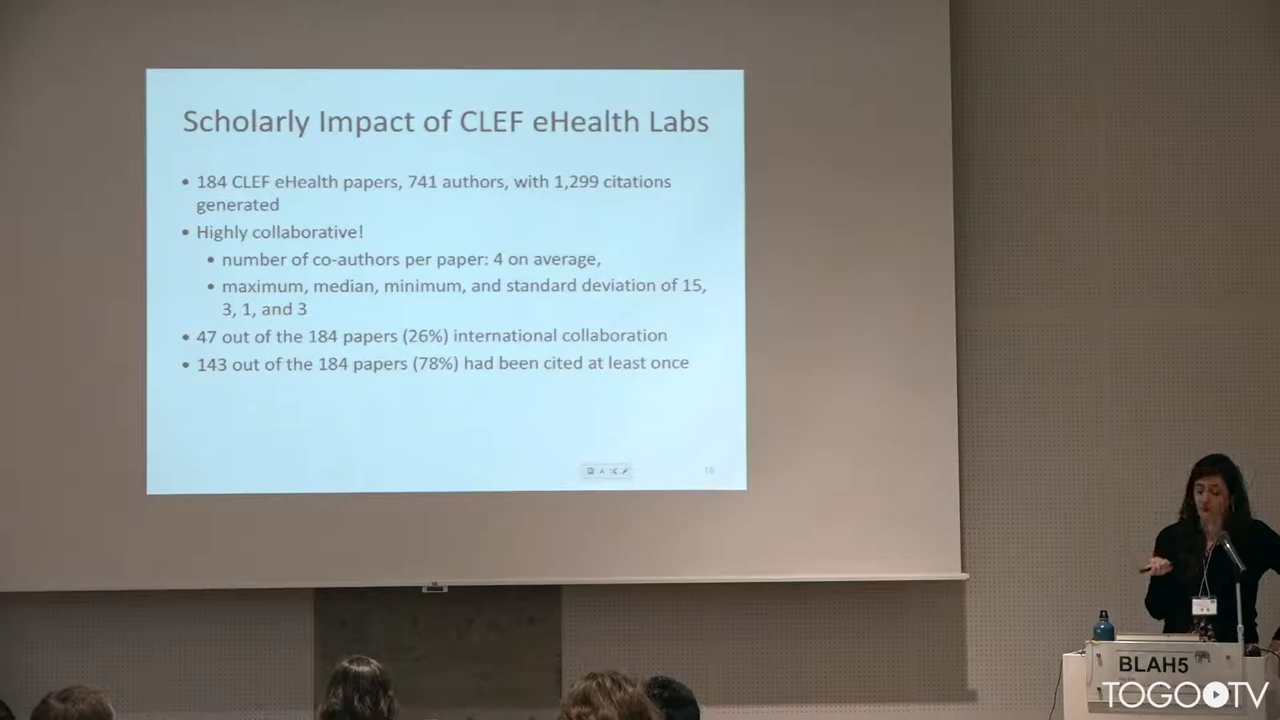 Scholarly Impact of CLEF eHealth Labs
• 184 CLEF eHealth papers, 741 authors, with 1,299 citations
generated
• Highly collaborative!
• number of co-authors per paper: 4 on average,
• maximum, median, minimum, and standard deviation of 15,
3, 1, and 3
• 47 out of the 184 papers (26%) international collaboration
• 143 out of the 184 papers (78%) had been cited at least once
BLAH5
TOGOTV